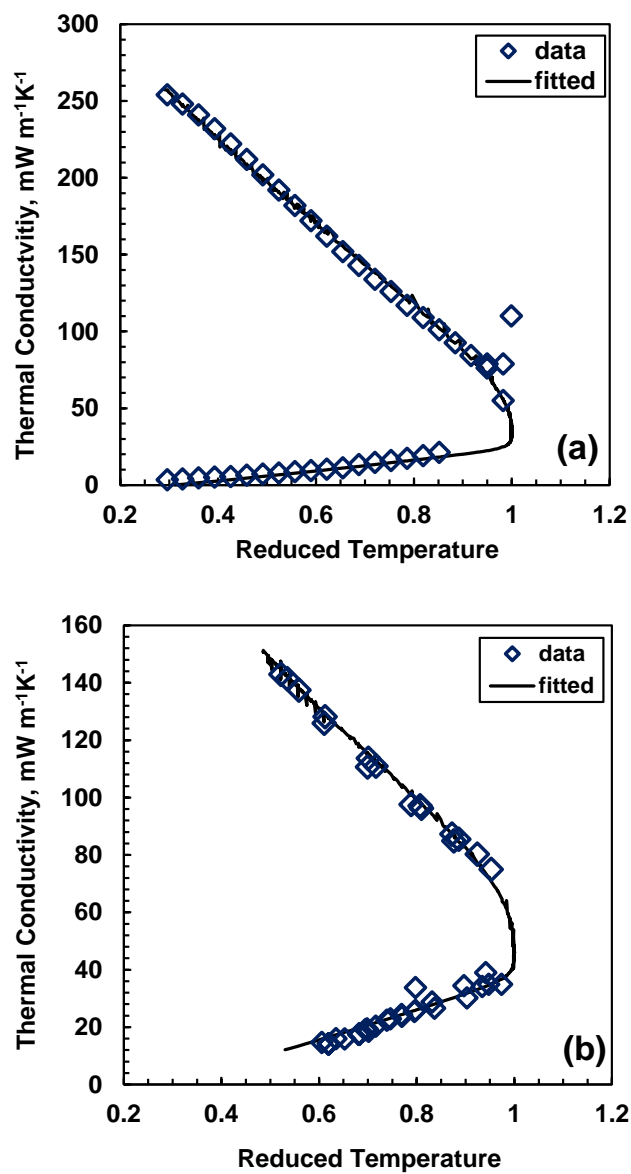 300
250
200
150
100
50
0
0.2 0.4 0.6 0.8 1 1.2
Thermal Conductvitiy, mW m⁻¹K⁻¹
Reduced Temperature
data
fitted
(a)
160
140
120
100
80
60
40
20
0
0.2 0.4 0.6 0.8 1 1.2
Thermal Conductivity, mW m⁻¹K⁻¹
Reduced Temperature
data
fitted
(b)